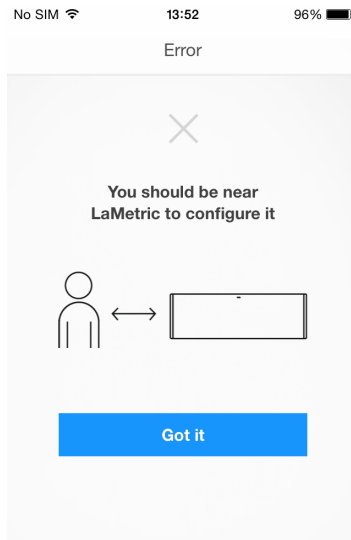 No SIM 13:52 96%
Error
You should be near
LaMetric to configure it
Got it